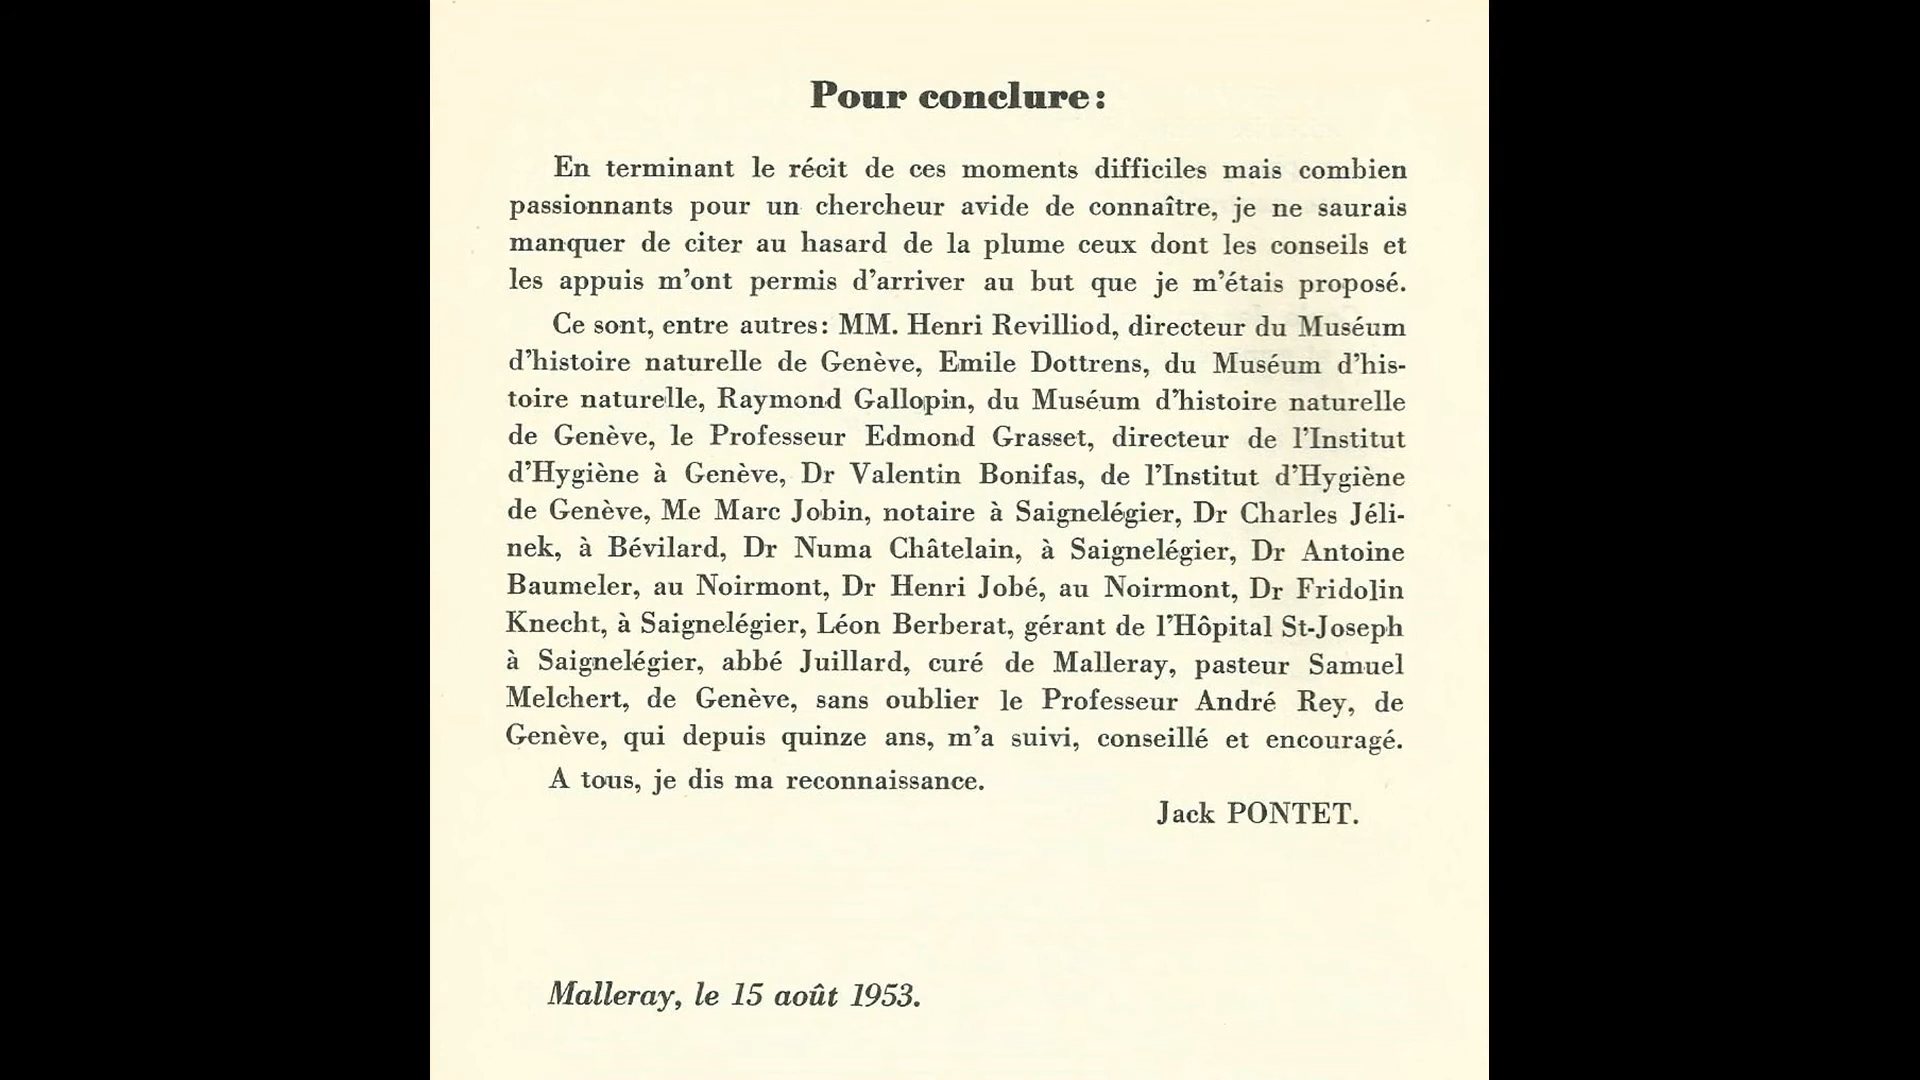 Pour conclure:
En terminant le récit de ces moments difficiles mais combien
passionnants pour un chercheur avide de connaître, je ne saurais
manquer de citer au hasard de la plume ceux dont les conseils et
les appuis m'ont permis d'arriver au but que je m'étais proposé.
Ce sont, entre autres: MM. Henri Revilliod, directeur du Muséum
d'histoire naturelle de Genève, Emile Dottrens, du Muséum d'his-
toire naturelle, Raymond Gallopin, du Muséum d'histoire naturelle
de Genève, le Professeur Edmond Grasset, directeur de l'Institut
d'Hygiène à Genève, Dr Valentin Bonifas, de l'Institut d'Hygiène
de Genève, Me Marc Jobin, notaire à Saignelégier, Dr Charles Jéli-
nek, à Bévilard, Dr Numa Châtelain, à Saignelégier, Dr Antoine
Baumeler, au Noirmont, Dr Henri Jobé, au Noirmont, Dr Fridolin
Knecht, à Saignelégier, Léon Berberat, gérant de l'Hôpital St-Joseph
à Saignelégier, abbé Juillard, curé de Malleray, pasteur Samuel
Melchert, de Genève, sans oublier le Professeur André Rey, de
Genève, qui depuis quinze ans, m'a suivi, conseillé et encouragé.
A tous, je dis ma reconnaissance.
Jack PONTET.
Malleray, le 15 août 1953.